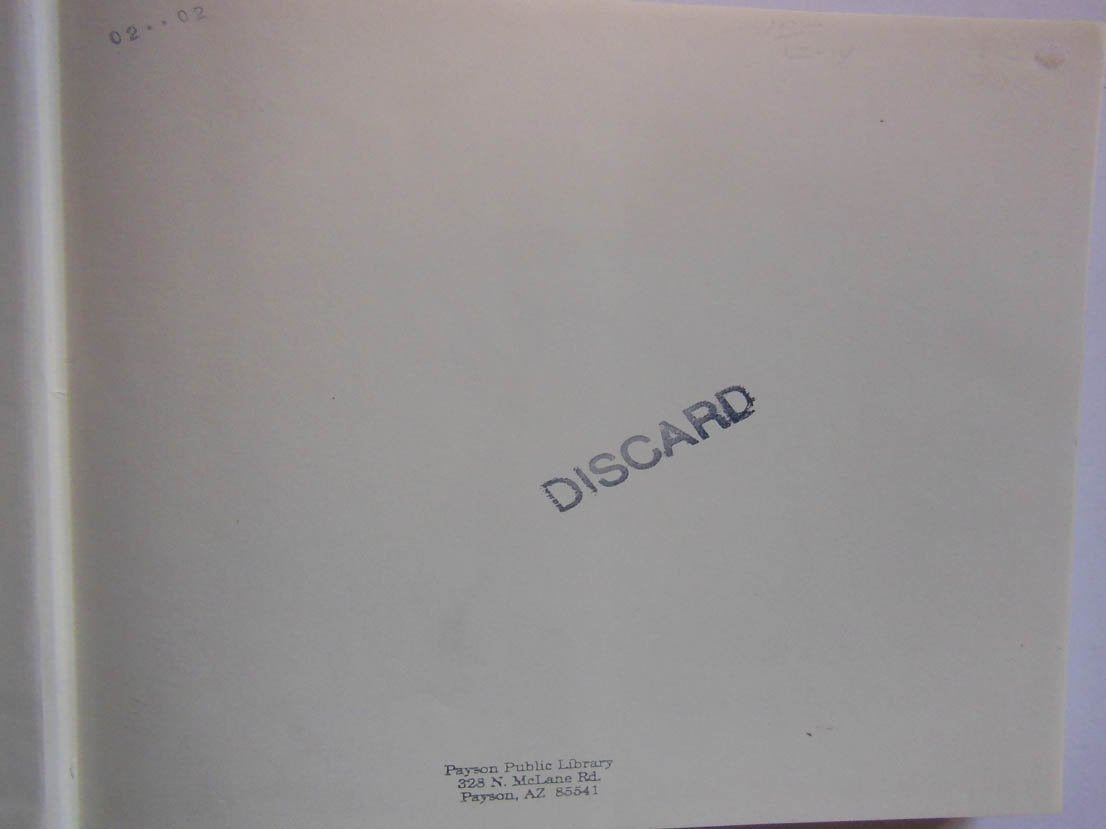 02··02
DISCARD
Payson Public Library
328 N. McLane Rd.
Payson, AZ 85541